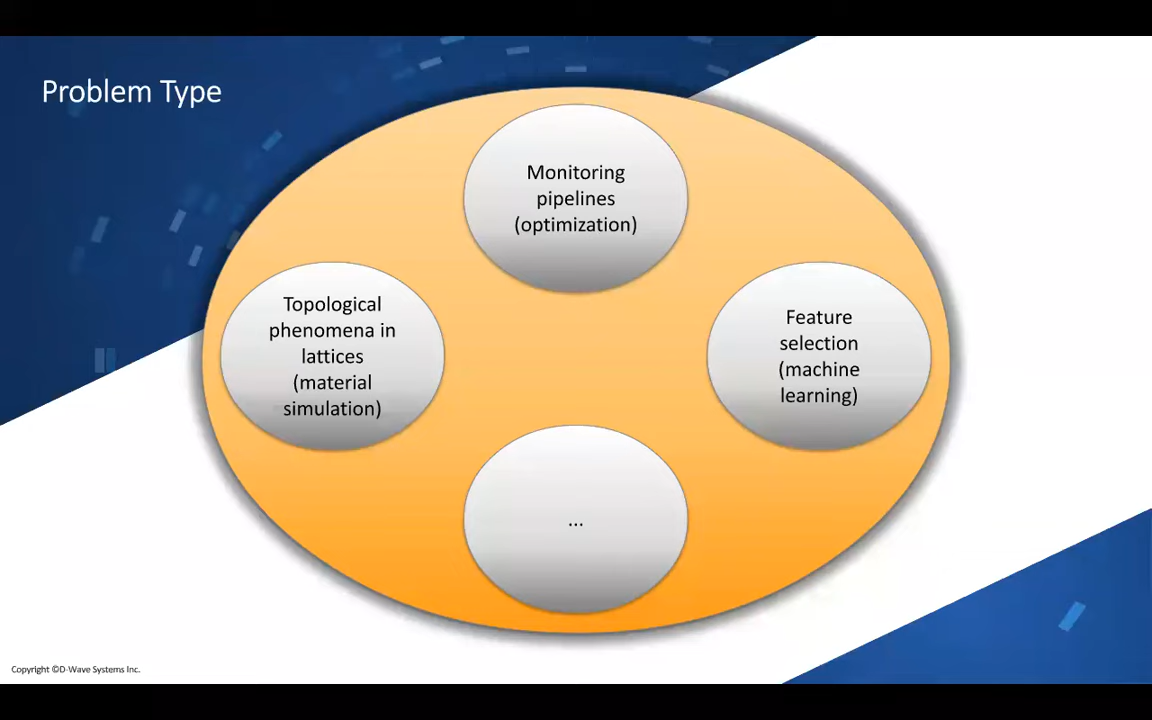 Problem Type
Monitoring
pipelines
(optimization)
Topological
phenomena in
lattices
(material
simulation)
Feature
selection
(machine
learning)
...
Copyright ©D-Wave Systems Inc.